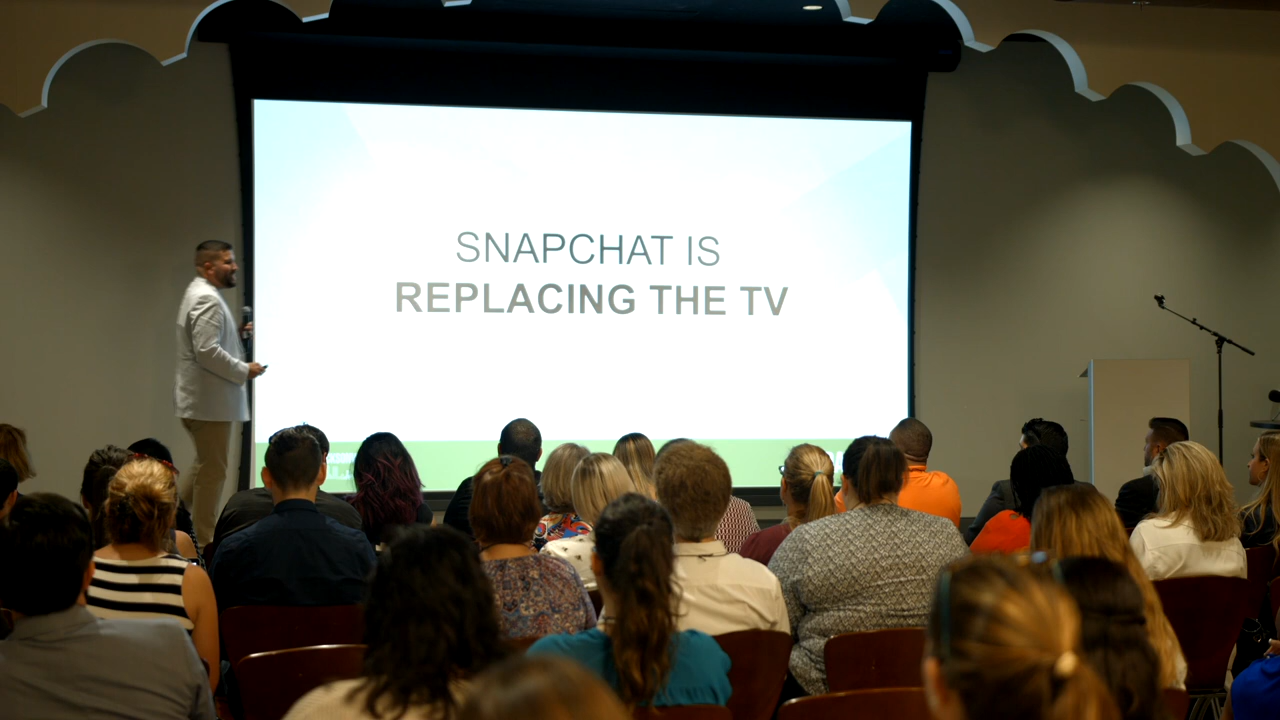 SNAPCHAT IS
REPLACING THE TV